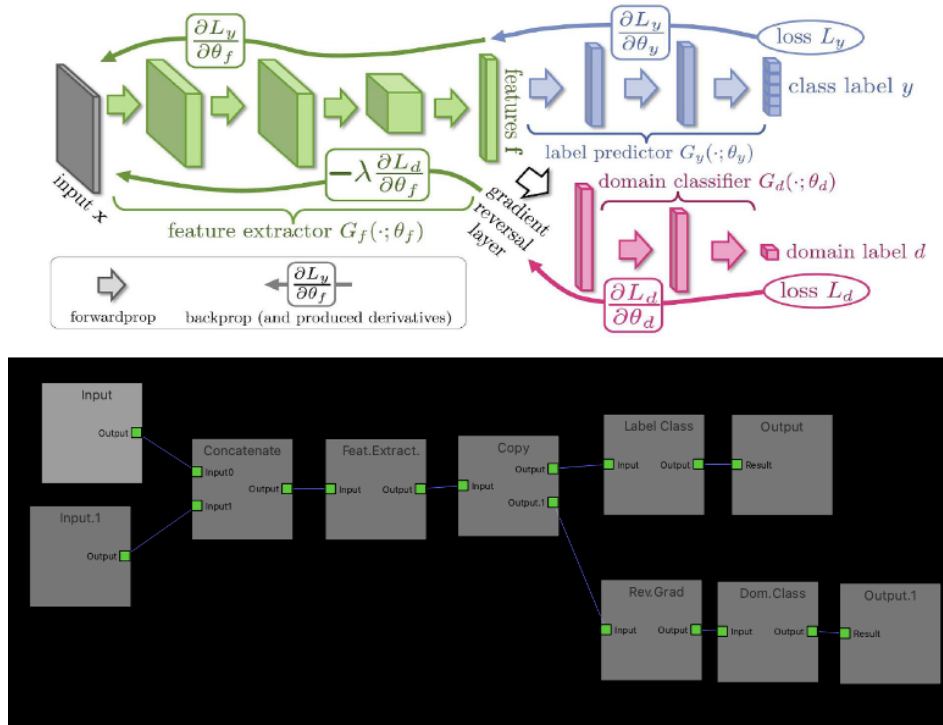 ∂L_y/∂θ_f
∂L_y/∂θ_y
loss L_y
features f
class label y
label predictor G_y(·; θ_y)
−λ ∂L_d/∂θ_f
input x
feature extractor G_f(·; θ_f)
gradient
reversal
layer
domain classifier G_d(·; θ_d)
domain label d
∂L_d/∂θ_d
loss L_d
forwardprop
∂L_y/∂θ_f
backprop (and produced derivatives)
Input
Output
Input.1
Output
Concatenate
Input0
Output
Input1
Feat.Extract.
Input Output
Copy
Output
Input
Output.1
Label Class
Input Output
Output
Result
Rev.Grad
Input Output
Dom.Class
Input Output
Output.1
Result